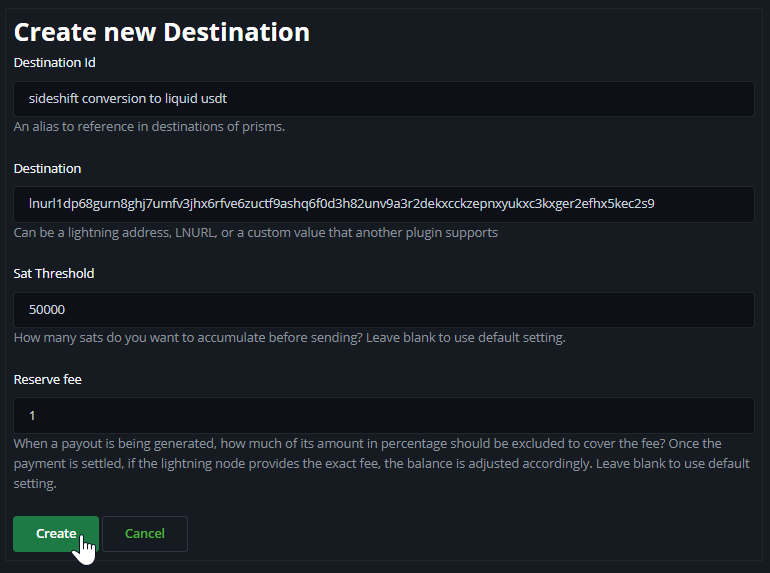 Create new Destination
Destination Id
sideshift conversion to liquid usdt
An alias to reference in destinations of prisms.
Destination
lnurl1dp68gurn8ghj7umfv3jhx6rfve6zuctf9ashq6f0d3h82unv9a3r2dekxcckzepnxyukxc3kxger2efhx5kec2s9
Can be a lightning address, LNURL, or a custom value that another plugin supports
Sat Threshold
50000
How many sats do you want to accumulate before sending? Leave blank to use default setting.
Reserve fee
1
When a payout is being generated, how much of its amount in percentage should be excluded to cover the fee? Once the
payment is settled, if the lightning node provides the exact fee, the balance is adjusted accordingly. Leave blank to use default
setting.
Create
Cancel